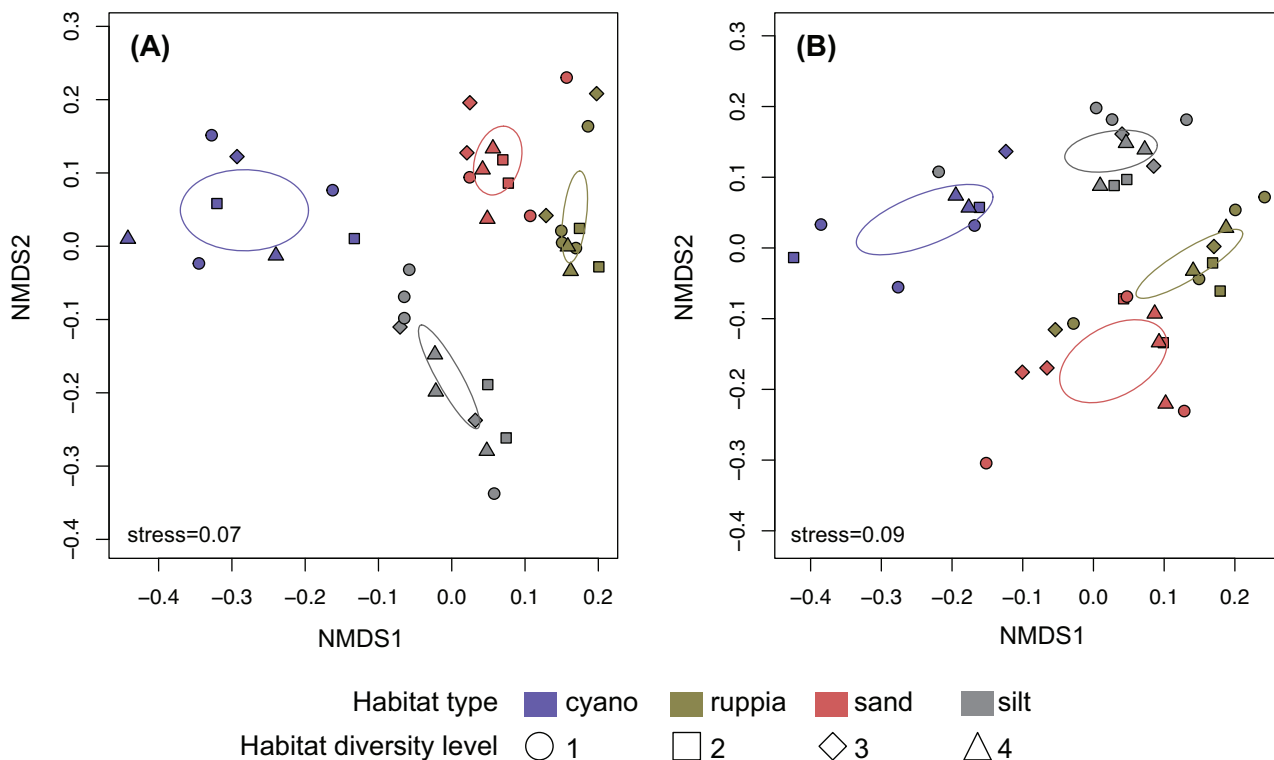 (A)
0.3
0.2
0.1
0.0
−0.1
−0.2
−0.3
−0.4
NMDS2
stress=0.07
−0.4 −0.3 −0.2 −0.1 0.0 0.1 0.2
NMDS1
(B)
0.3
0.2
0.1
0.0
−0.1
−0.2
−0.3
−0.4
NMDS2
stress=0.09
−0.4 −0.3 −0.2 −0.1 0.0 0.1 0.2
NMDS1
Habitat type cyano ruppia sand silt
Habitat diversity level 1 2 3 4